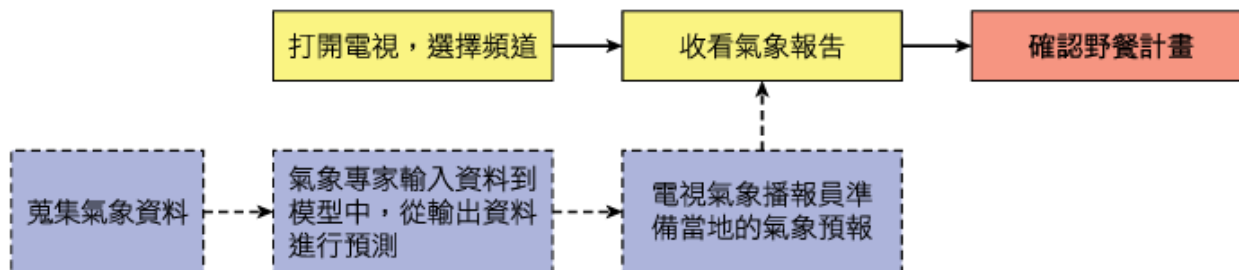 打開電視，選擇頻道
收看氣象報告
確認野餐計畫
蒐集氣象資料
氣象專家輸入資料到
模型中，從輸出資料
進行預測
電視氣象播報員準
備當地的氣象預報